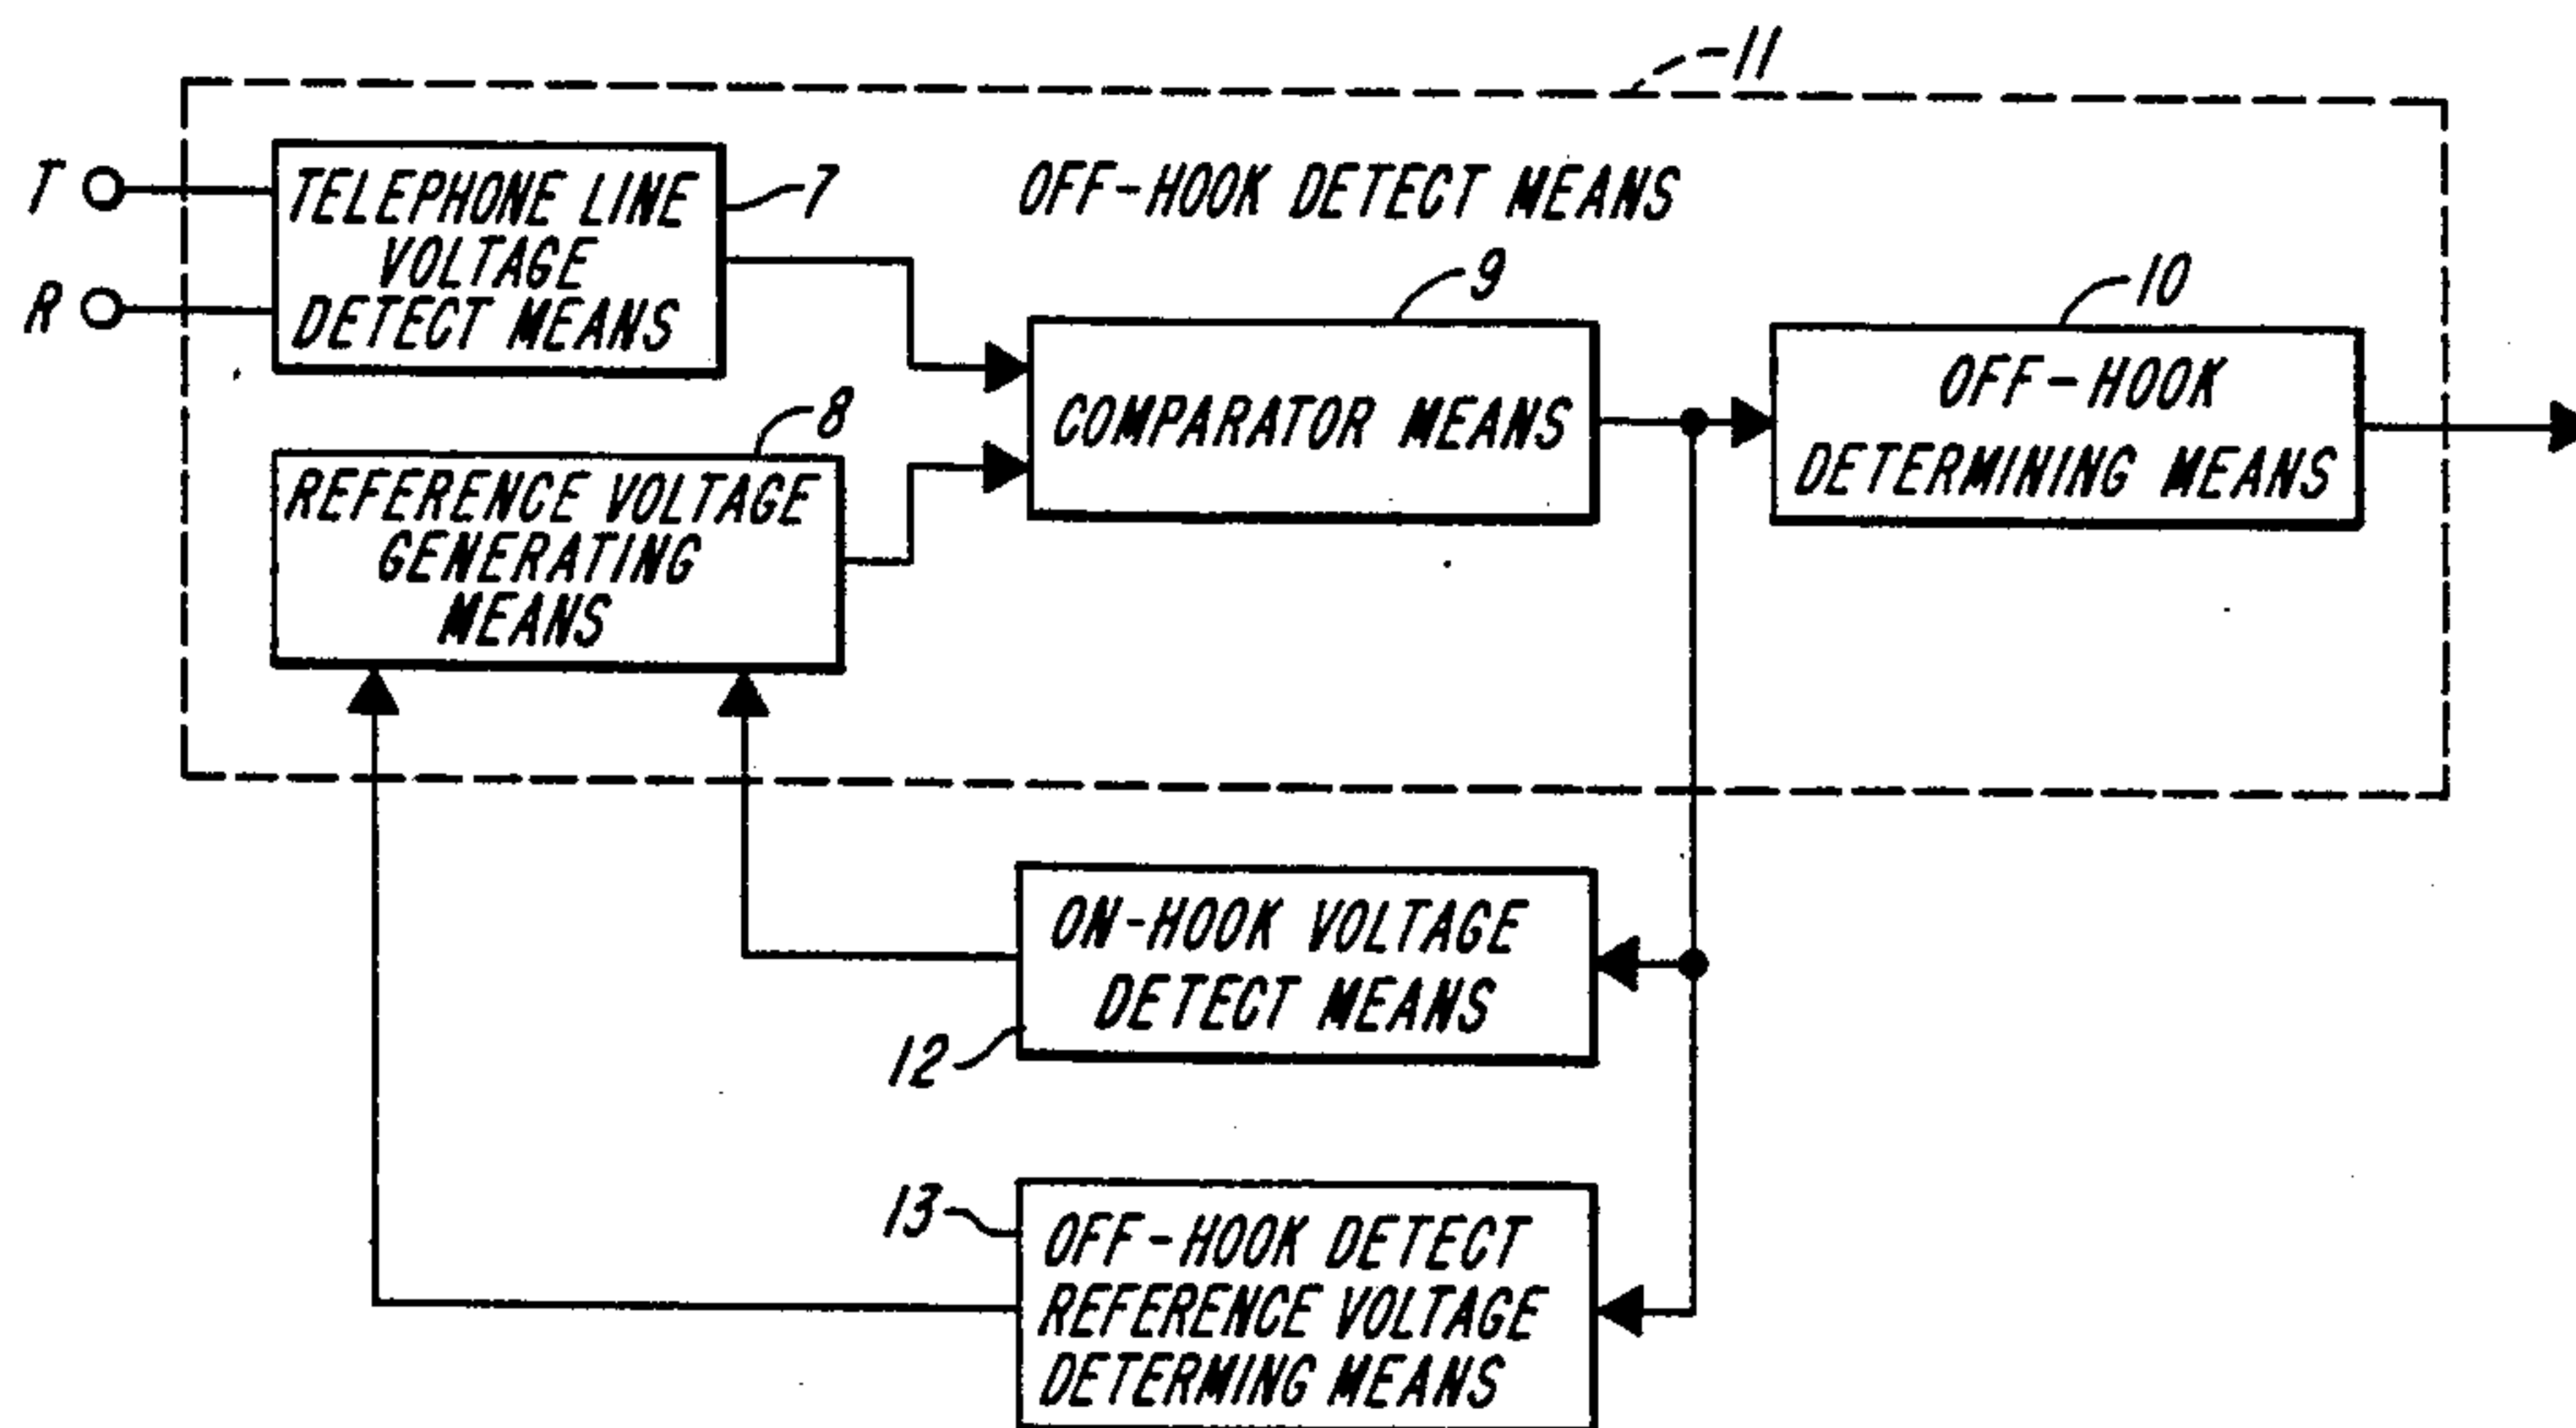 11
T
TELEPHONE LINE
VOLTAGE
DETECT MEANS
7
OFF-HOOK DETECT MEANS
R
9
10
COMPARATOR MEANS
OFF-HOOK
DETERMINING MEANS
8
REFERENCE VOLTAGE
GENERATING
MEANS
ON-HOOK VOLTAGE
DETECT MEANS
12
13
OFF-HOOK DETECT
REFERENCE VOLTAGE
DETERMING MEANS